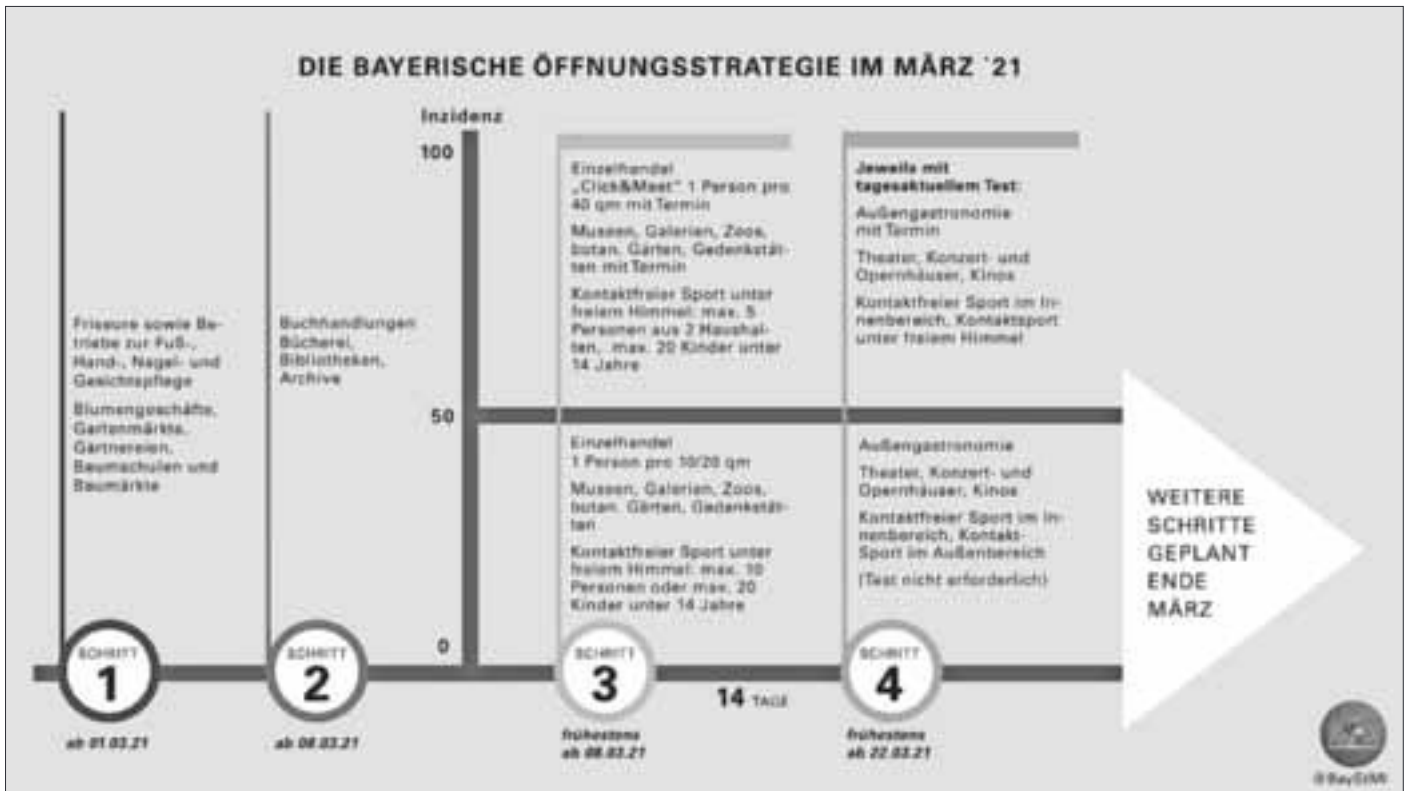 DIE BAYERISCHE ÖFFNUNGSSTRATEGIE IM MÄRZ ´21
Friseure sowie Be-
triebe zur Fuß-,
Hand-, Nagel- und
Gesichtspflege
Blumengeschäfte,
Gartenmärkte,
Gärtnereien,
Baumschulen und
Baumärkte
SCHRITT
1
ab 01.03.21
Buchhandlungen
Bücherei,
Bibliotheken,
Archive
SCHRITT
2
ab 08.03.21
Inzidenz
100
50
0
Einzelhandel
„Click&Meet“ 1 Person pro
40 qm mit Termin
Museen, Galerien, Zoos,
botan. Gärten, Gedenkstät-
ten mit Termin
Kontaktfreier Sport unter
freiem Himmel: max. 5
Personen aus 2 Haushal-
ten, max. 20 Kinder unter
14 Jahre
Einzelhandel
1 Person pro 10/20 qm
Museen, Galerien, Zoos,
botan. Gärten, Gedenkstät-
ten
Kontaktfreier Sport unter
freiem Himmel: max. 10
Personen oder max. 20
Kinder unter 14 Jahre
SCHRITT
3
frühestens
ab 08.03.21
14 TAGE
Jeweils mit
tagesaktuellem Test:
Außengastronomie
mit Termin
Theater, Konzert- und
Opernhäuser, Kinos
Kontaktfreier Sport im In-
nenbereich, Kontaktsport
unter freiem Himmel
Außengastronomie
Theater, Konzert- und
Opernhäuser, Kinos
Kontaktfreier Sport im In-
nenbereich, Kontakt-
Sport im Außenbereich
(Test nicht erforderlich)
SCHRITT
4
frühestens
ab 22.03.21
WEITERE
SCHRITTE
GEPLANT
ENDE
MÄRZ
@BayStMI